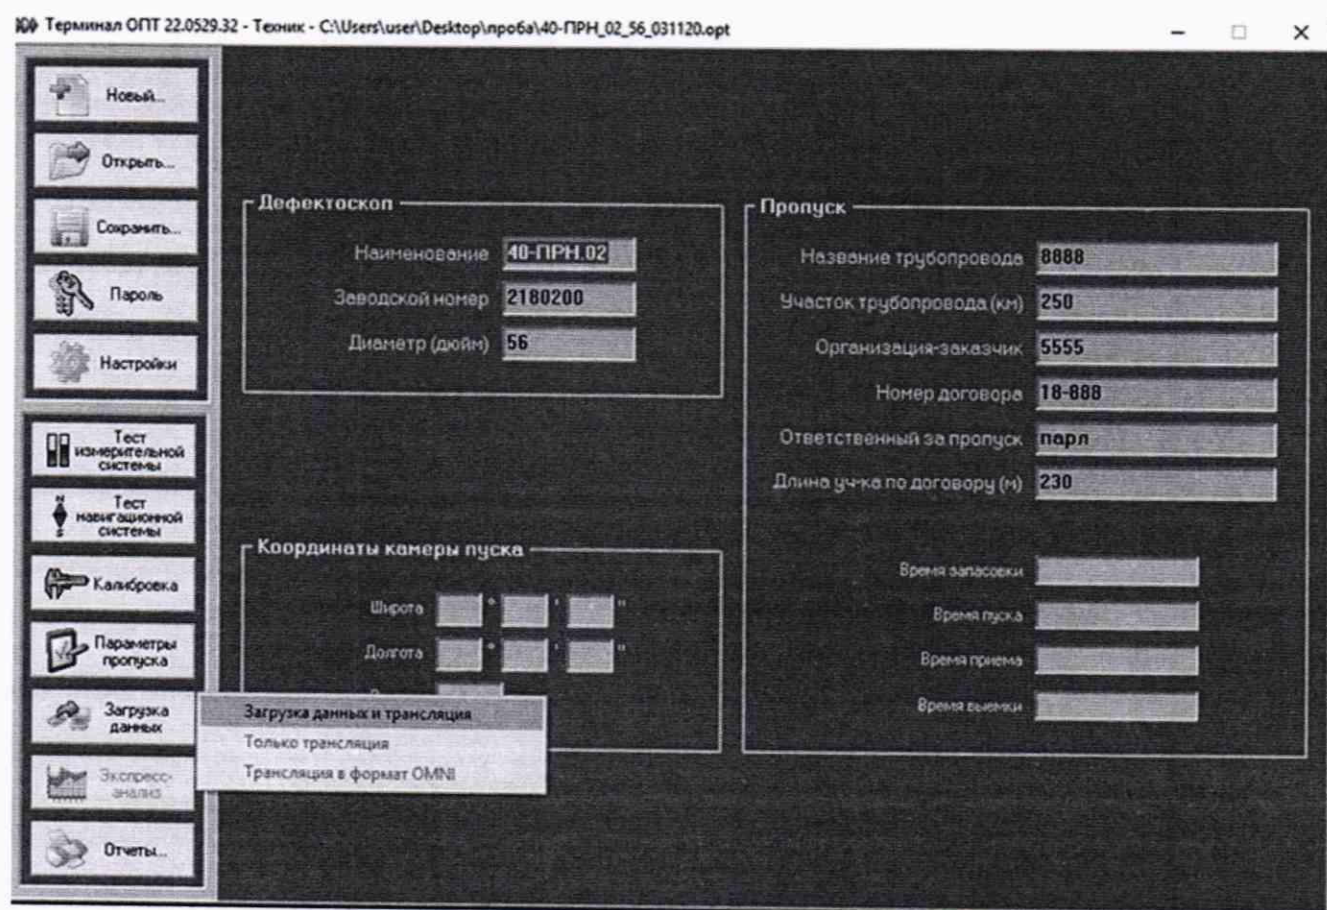 Терминал ОПТ 22.0529.32 - Техник - C:\Users\user\Desktop\проба\40-ПРН_02_56_031120.opt
Новый...
Открыть...
Сохранить...
Пароль
Настройки
Тест
измерительной
системы
Тест
навигационной
системы
Калибровка
Параметры
пропуска
Загрузка
данных
Экспресс-
анализ
Отчеты...
Дефектоскоп
Наименование 40-ПРН.02
Заводской номер 2180200
Диаметр (дюйм) 56
Координаты камеры пуска
Широта ° ' "
Долгота ° ' "
Загрузка данных и трансляция
Только трансляция
Трансляция в формат OMNI
Пропуск
Название трубопровода 8888
Участок трубопровода (км) 250
Организация-заказчик 5555
Номер договора 18-888
Ответственный за пропуск парл
Длина уч-ка по договору (м) 230
Время запасовки
Время пуска
Время приема
Время выемки